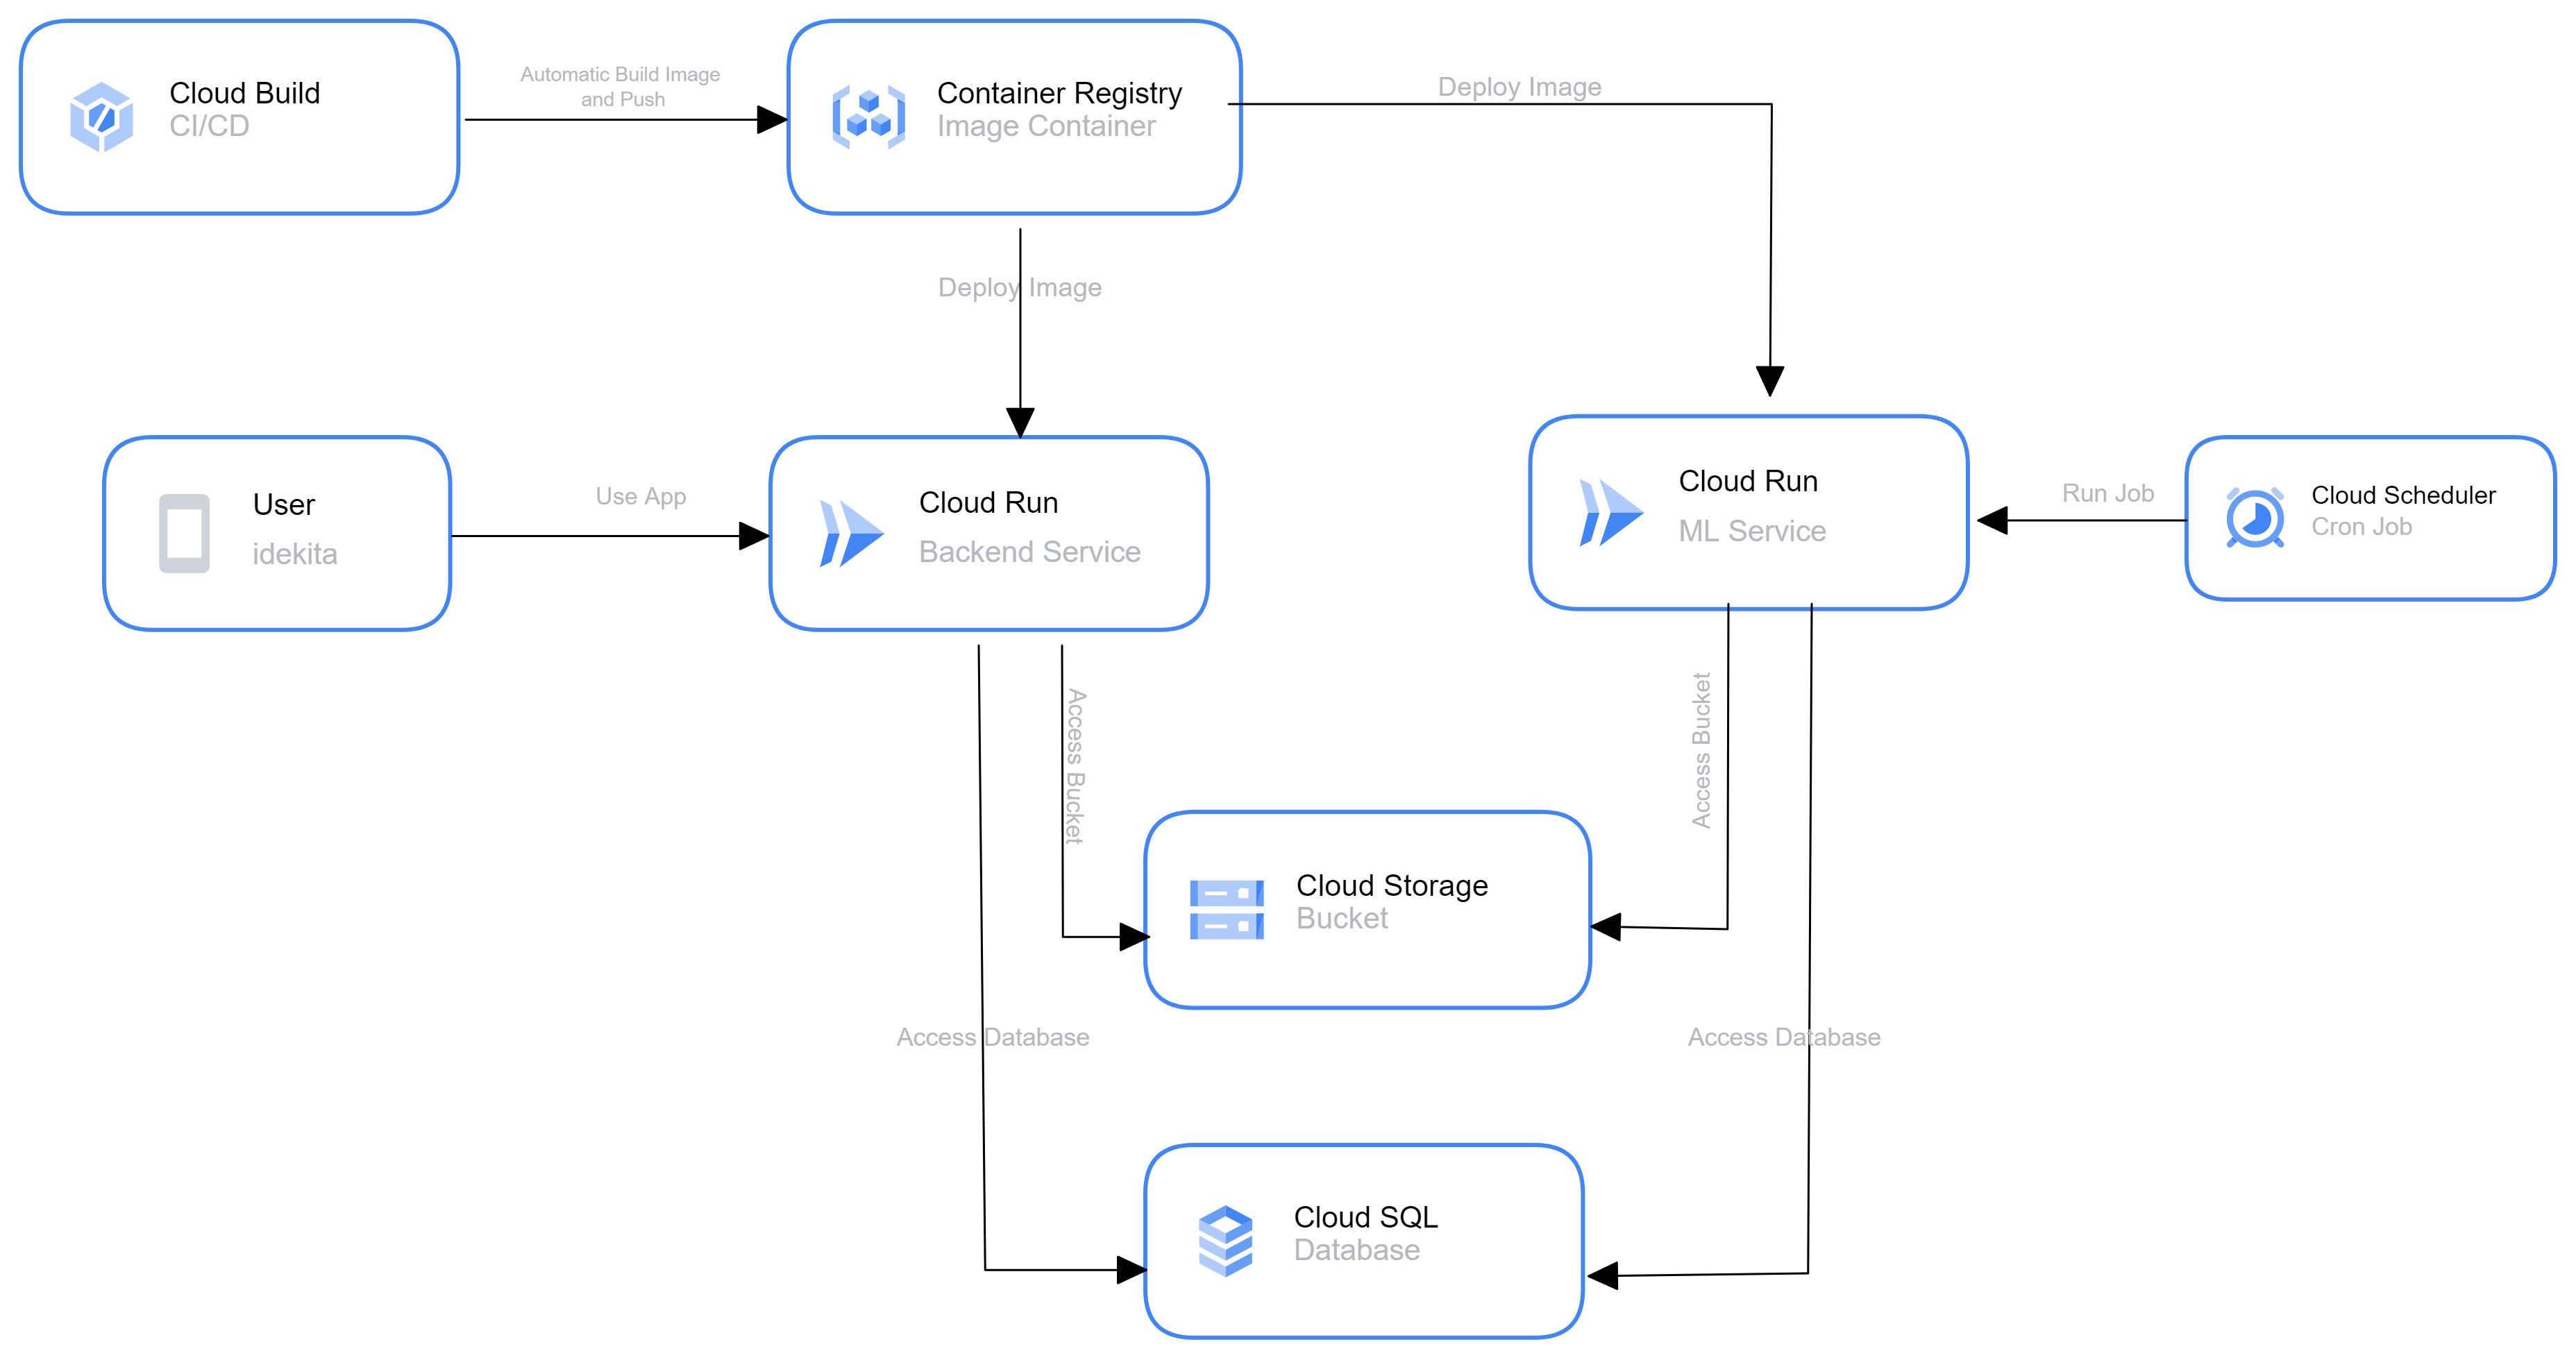 Cloud Build
CI/CD
Automatic Build Image
and Push
Container Registry
Image Container
Deploy Image
Deploy Image
User
idekita
Use App
Cloud Run
Backend Service
Cloud Run
ML Service
Run Job
Cloud Scheduler
Cron Job
Access Bucket
Access Bucket
Cloud Storage
Bucket
Access Database
Access Database
Cloud SQL
Database